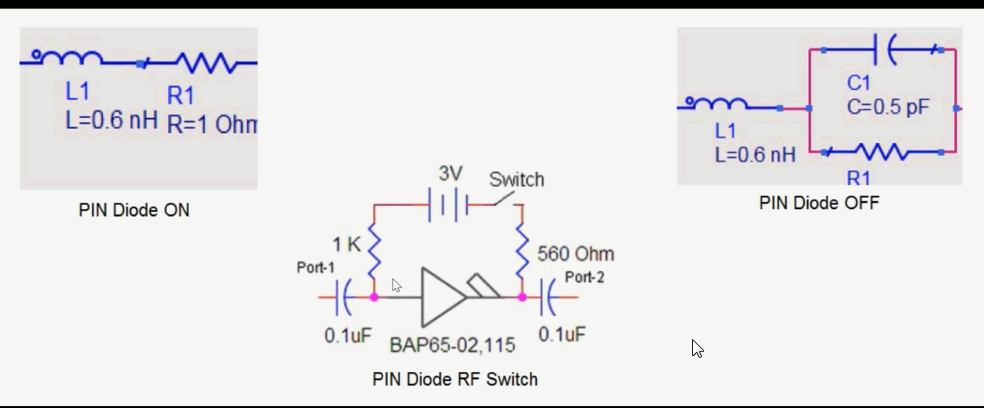 L1
L=0.6 nH
R1
R=1 Ohm
PIN Diode ON
C1
C=0.5 pF
L1
L=0.6 nH
R1
PIN Diode OFF
3V
Switch
1 K
560 Ohm
Port-1
Port-2
0.1uF
BAP65-02,115
0.1uF
PIN Diode RF Switch